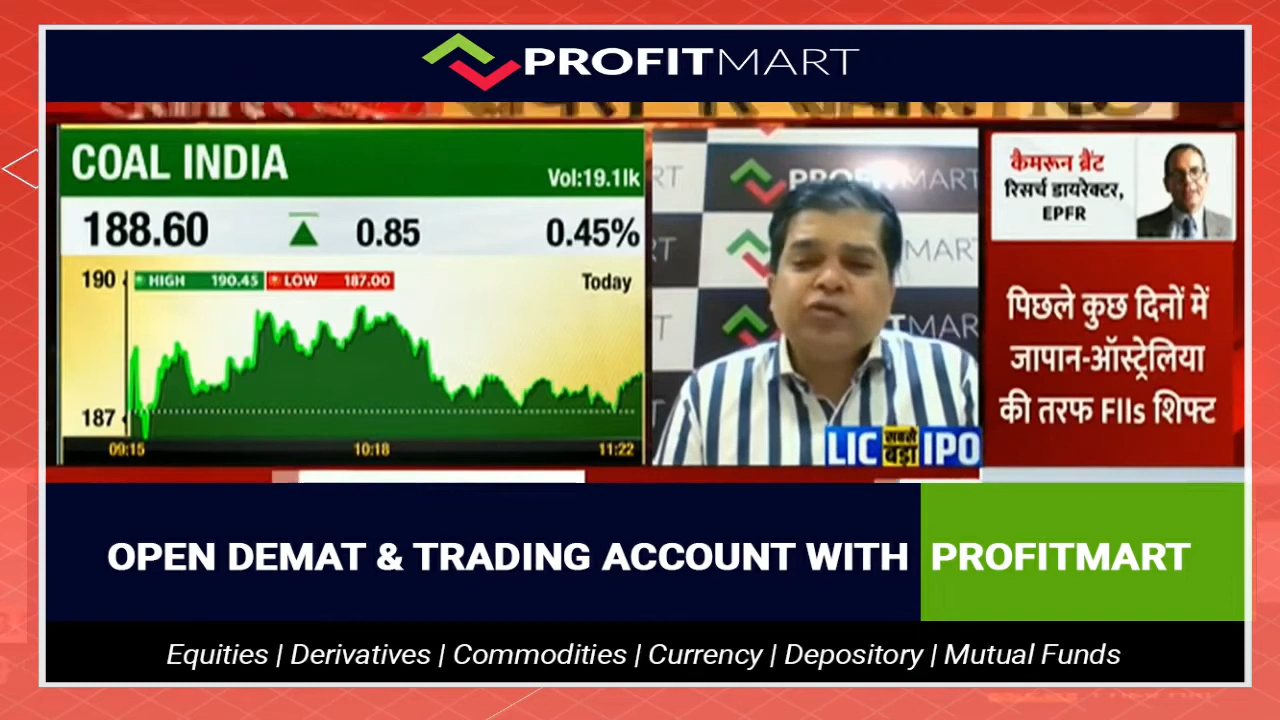 PROFITMART
COAL INDIA
Vol:19.1lk
188.60 0.85 0.45%
190 HIGH 190.45 LOW 187.00 Today
187
09:15 10:18 11:22
PROFITMART
MART
MART
LIC सबसे बड़ा IPO
कैमरून ब्रैंट
रिसर्च डायरेक्टर,
EPFR
पिछले कुछ दिनों में
जापान-ऑस्ट्रेलिया
की तरफ FIIs शिफ्ट
OPEN DEMAT & TRADING ACCOUNT WITH PROFITMART
Equities | Derivatives | Commodities | Currency | Depository | Mutual Funds